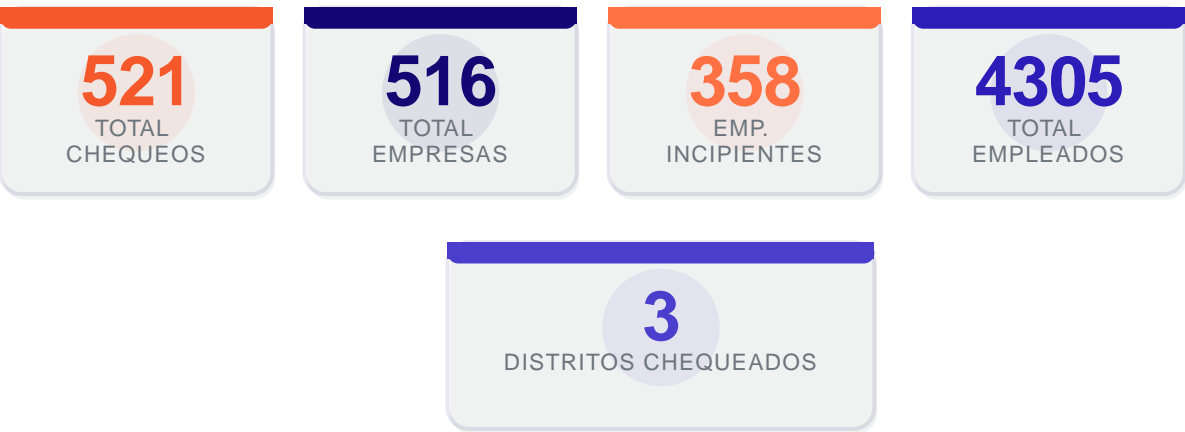 521
TOTAL
CHEQUEOS
516
TOTAL
EMPRESAS
358
EMP.
INCIPIENTES
4305
TOTAL
EMPLEADOS
3
DISTRITOS CHEQUEADOS